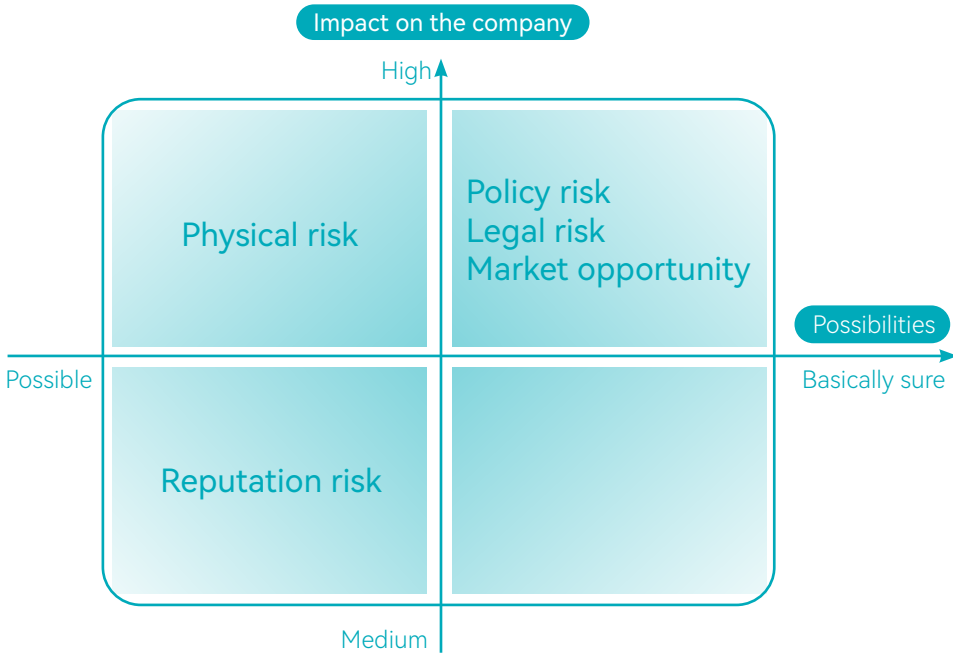 Impact on the company
High
Physical risk
Policy risk
Legal risk
Market opportunity
Possibilities
Possible
Basically sure
Reputation risk
Medium